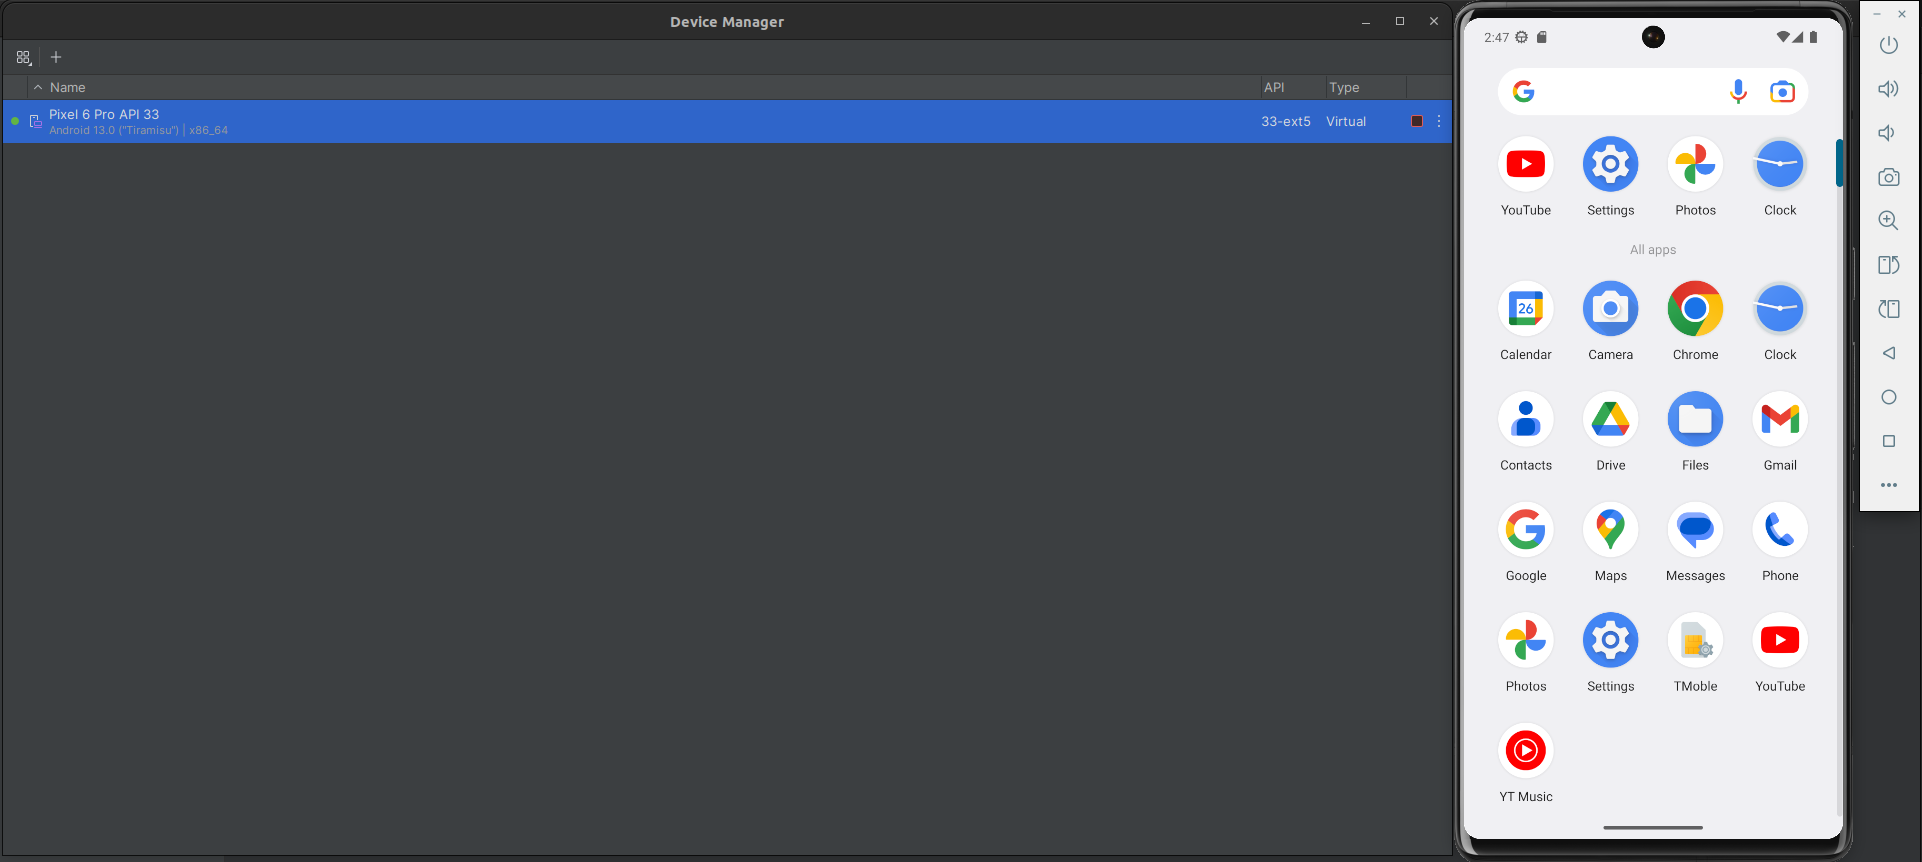 Device Manager
Name
API
Type
Pixel 6 Pro API 33
Android 13.0 ("Tiramisu") | x86_64
33-ext5
Virtual
2:47
YouTube
Settings
Photos
Clock
All apps
26
Calendar
Camera
Chrome
Clock
Contacts
Drive
Files
Gmail
Google
Maps
Messages
Phone
Photos
Settings
TMoble
YouTube
YT Music